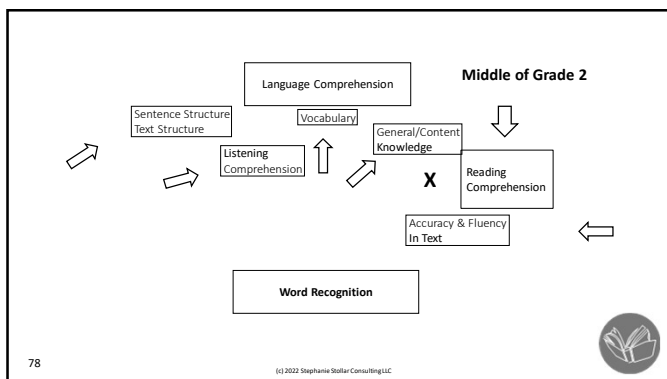 Middle of Grade 2
Language Comprehension
Sentence Structure
Text Structure
Vocabulary
General/Content
Knowledge
Listening
Comprehension
X
Reading
Comprehension
Accuracy & Fluency
In Text
Word Recognition
78
(c) 2022 Stephanie Stollar Consulting LLC